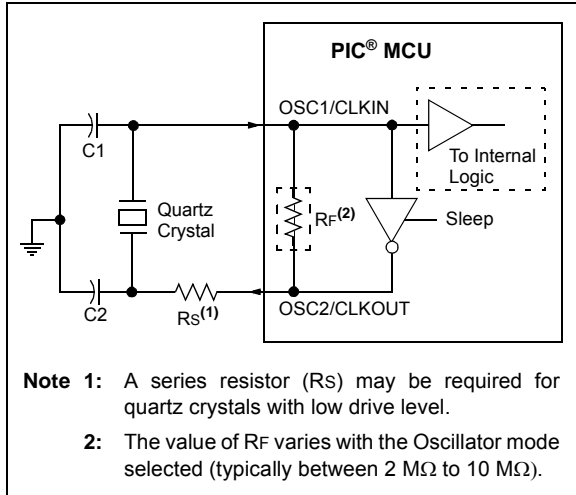 PIC® MCU
OSC1/CLKIN
C1
To Internal
Logic
Quartz
Crystal
RF(2)
Sleep
C2
RS(1)
OSC2/CLKOUT
Note 1: A series resistor (RS) may be required for
quartz crystals with low drive level.
2: The value of RF varies with the Oscillator mode
selected (typically between 2 MΩ to 10 MΩ).